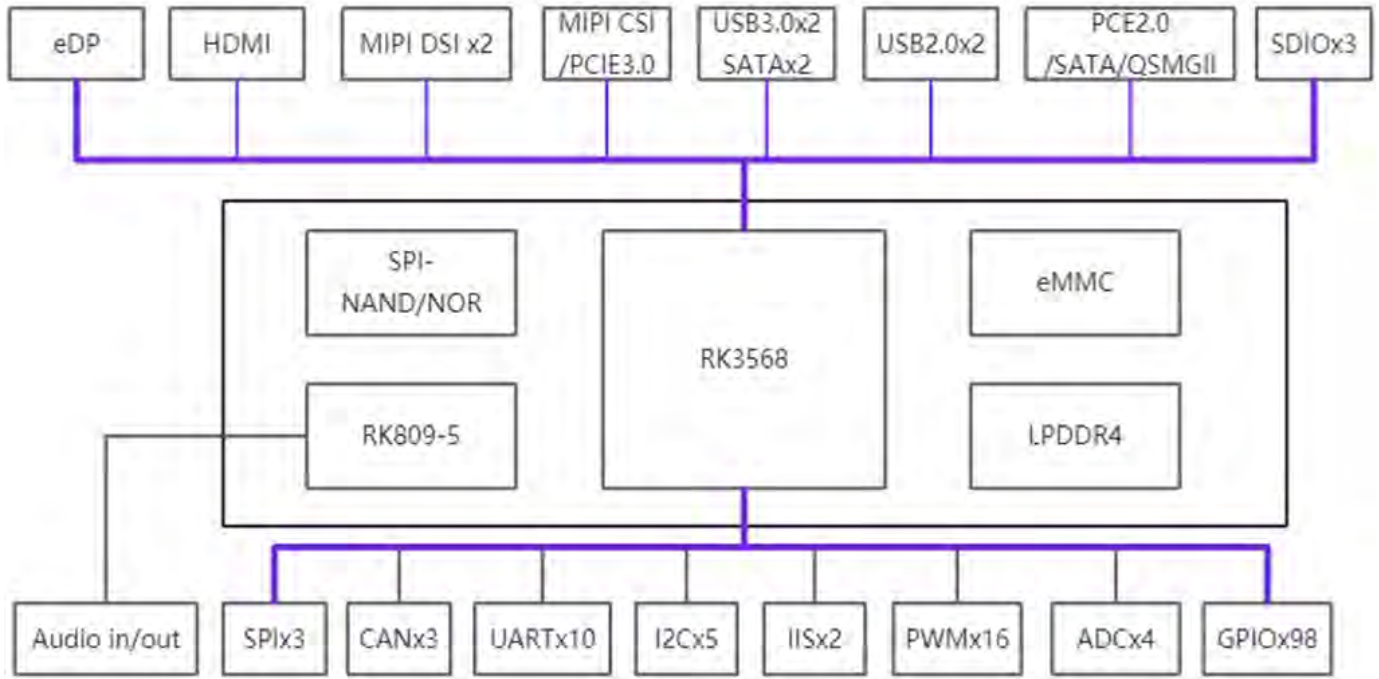 eDP
HDMI
MIPI DSI x2
MIPI CSI
/PCIE3.0
USB3.0x2
SATAx2
USB2.0x2
PCE2.0
/SATA/QSMGII
SDIOx3
SPI-
NAND/NOR
RK3568
eMMC
RK809-5
LPDDR4
Audio in/out
SPIx3
CANx3
UARTx10
I2Cx5
IISx2
PWMx16
ADCx4
GPIOx98